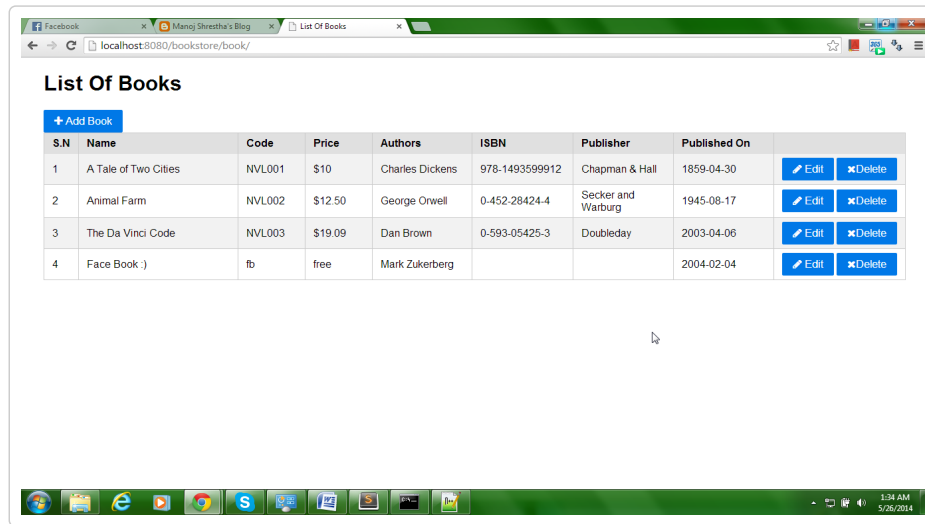 Facebook
Manoj Shrestha's Blog
List Of Books
localhost:8080/bookstore/book/
List Of Books
Add Book
S.N Name Code Price Authors ISBN Publisher Published On
1 A Tale of Two Cities NVL001 $10 Charles Dickens 978-1493599912 Chapman & Hall 1859-04-30 Edit Delete
2 Animal Farm NVL002 $12.50 George Orwell 0-452-28424-4 Secker and
Warburg 1945-08-17 Edit Delete
3 The Da Vinci Code NVL003 $19.09 Dan Brown 0-593-05425-3 Doubleday 2003-04-06 Edit Delete
4 Face Book :) fb free Mark Zukerberg 2004-02-04 Edit Delete
1:34 AM
5/26/2014